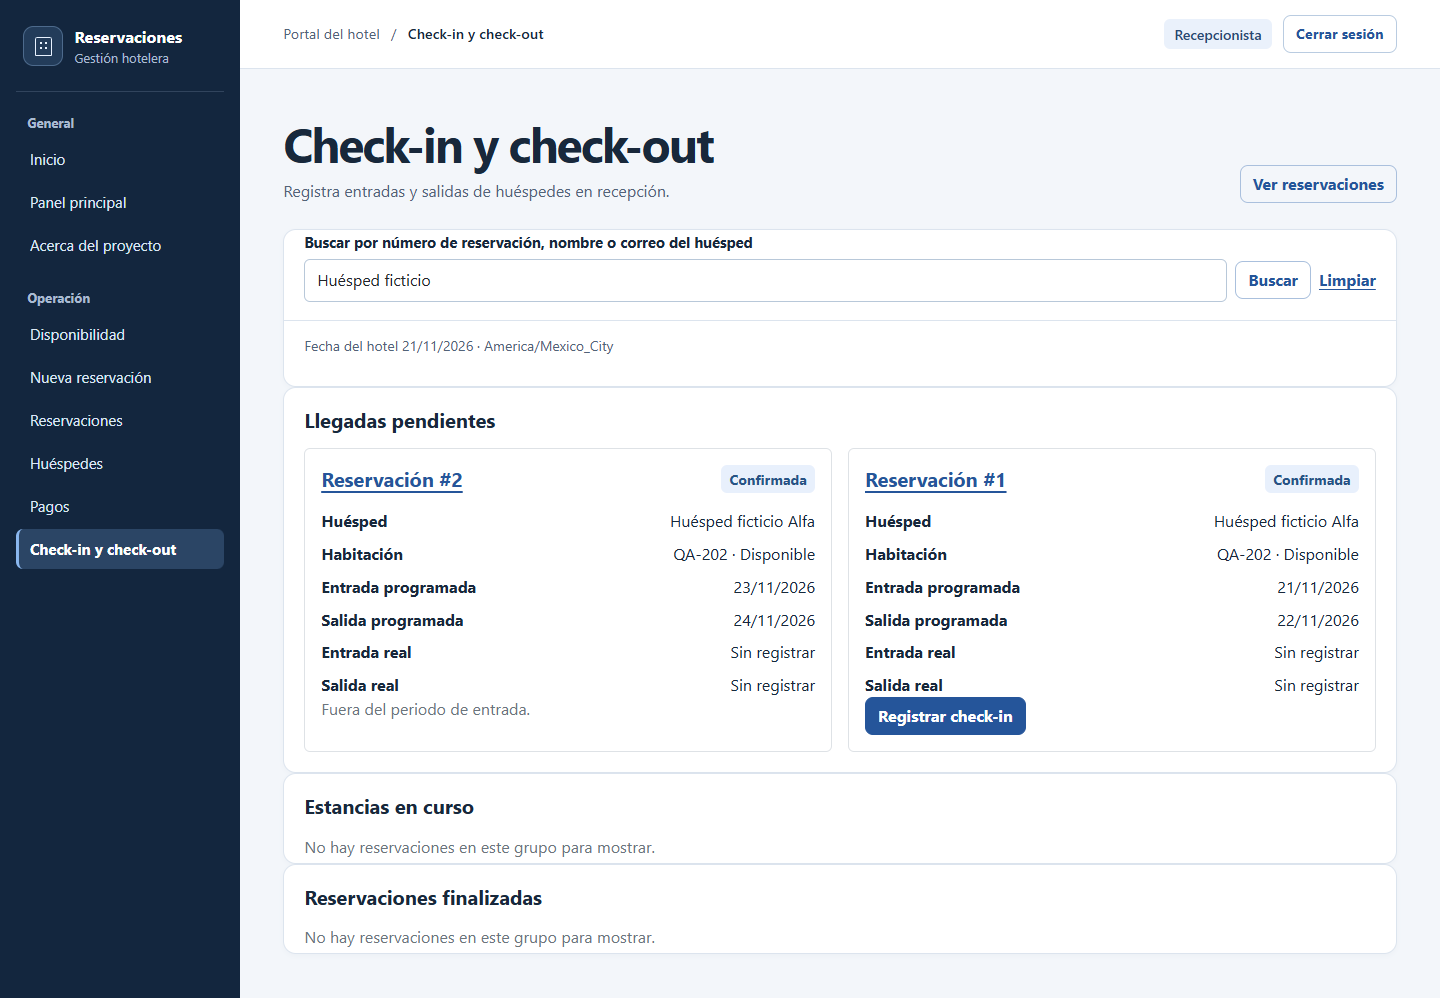 Reservaciones
Gestión hotelera
General
Inicio
Panel principal
Acerca del proyecto
Operación
Disponibilidad
Nueva reservación
Reservaciones
Huéspedes
Pagos
Check-in y check-out
Portal del hotel / Check-in y check-out
Recepcionista
Cerrar sesión
Check-in y check-out
Registra entradas y salidas de huéspedes en recepción.
Ver reservaciones
Buscar por número de reservación, nombre o correo del huésped
Huésped ficticio
Buscar
Limpiar
Fecha del hotel 21/11/2026 · America/Mexico_City
Llegadas pendientes
Reservación #2
Confirmada
Huésped Huésped ficticio Alfa
Habitación QA-202 · Disponible
Entrada programada 23/11/2026
Salida programada 24/11/2026
Entrada real Sin registrar
Salida real Sin registrar
Fuera del periodo de entrada.
Reservación #1
Confirmada
Huésped Huésped ficticio Alfa
Habitación QA-202 · Disponible
Entrada programada 21/11/2026
Salida programada 22/11/2026
Entrada real Sin registrar
Salida real Sin registrar
Registrar check-in
Estancias en curso
No hay reservaciones en este grupo para mostrar.
Reservaciones finalizadas
No hay reservaciones en este grupo para mostrar.